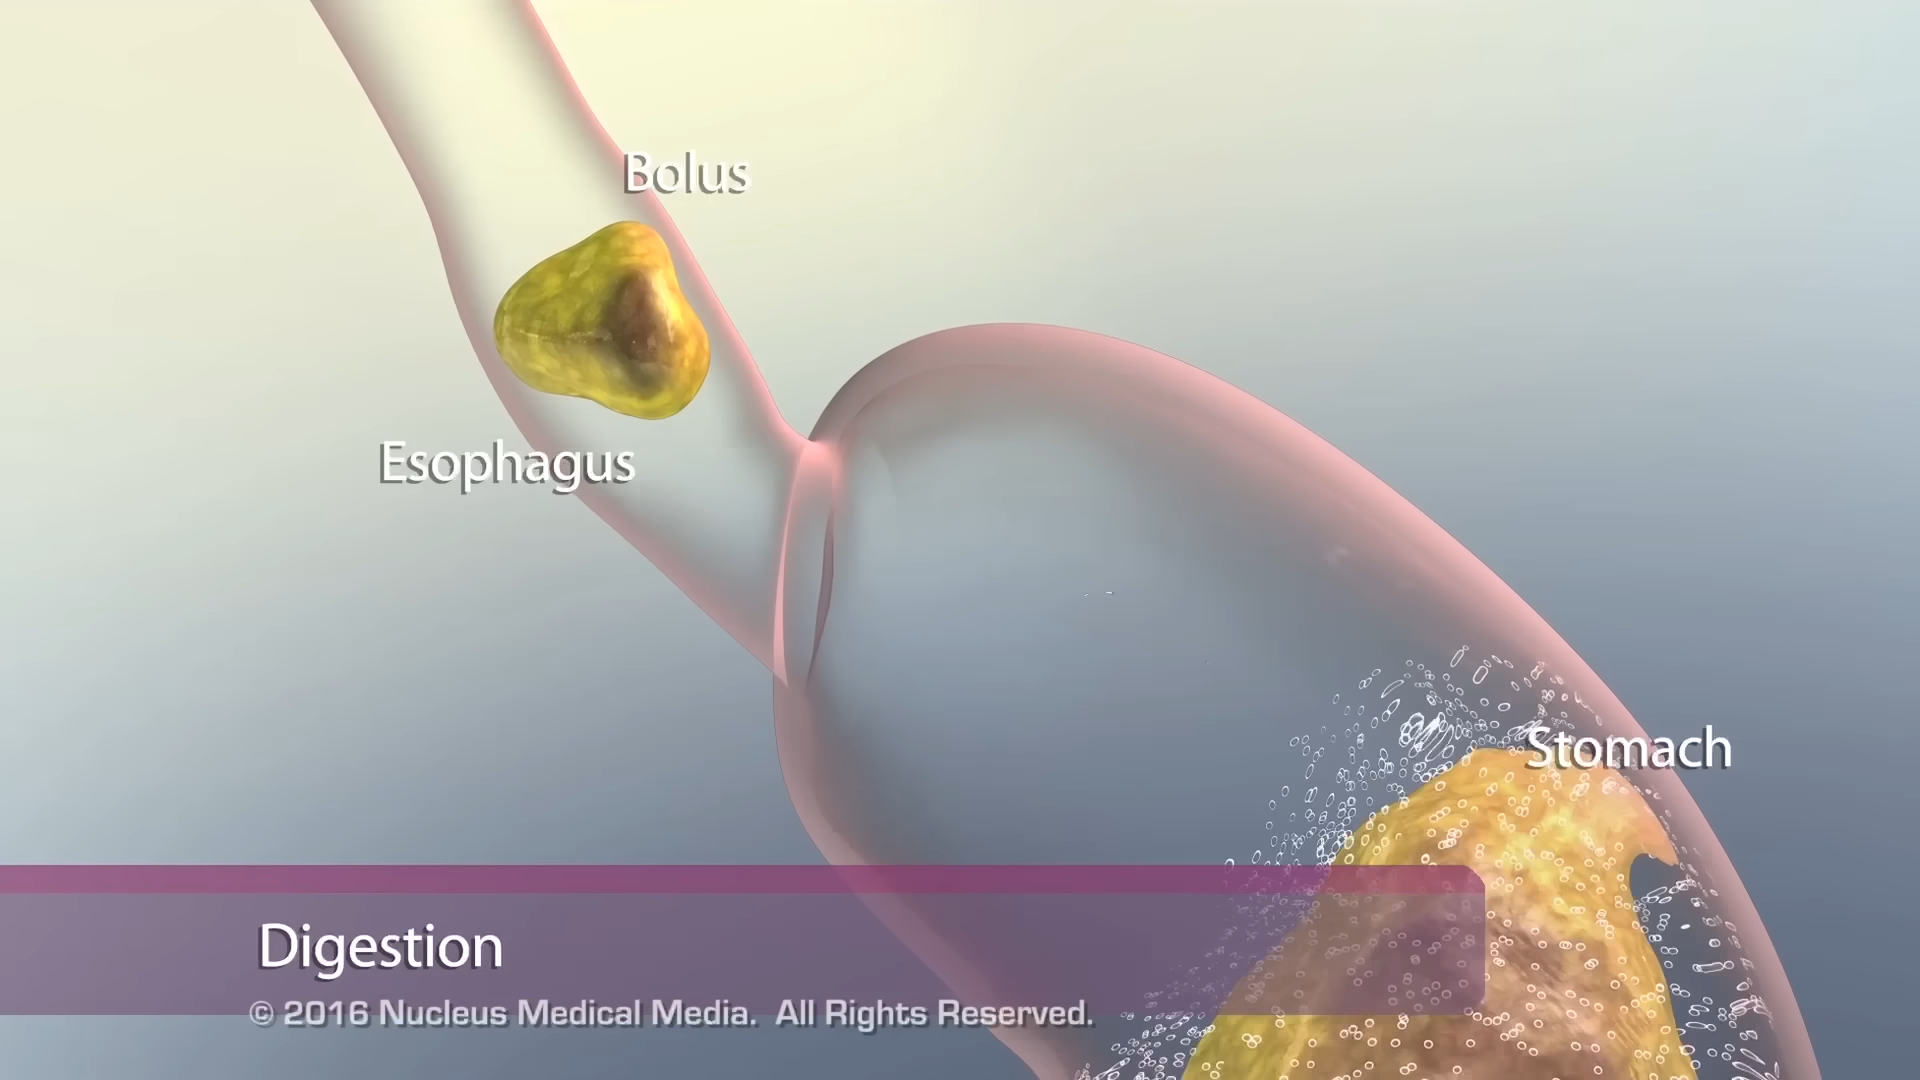 Bolus
Esophagus
Stomach
Digestion
© 2016 Nucleus Medical Media. All Rights Reserved.